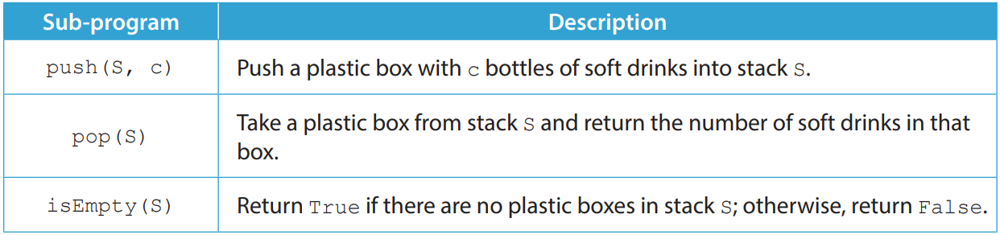 Sub-program Description
push(S, c) Push a plastic box with c bottles of soft drinks into stack S.
pop(S) Take a plastic box from stack S and return the number of soft drinks in that
box.
isEmpty(S) Return True if there are no plastic boxes in stack S; otherwise, return False.